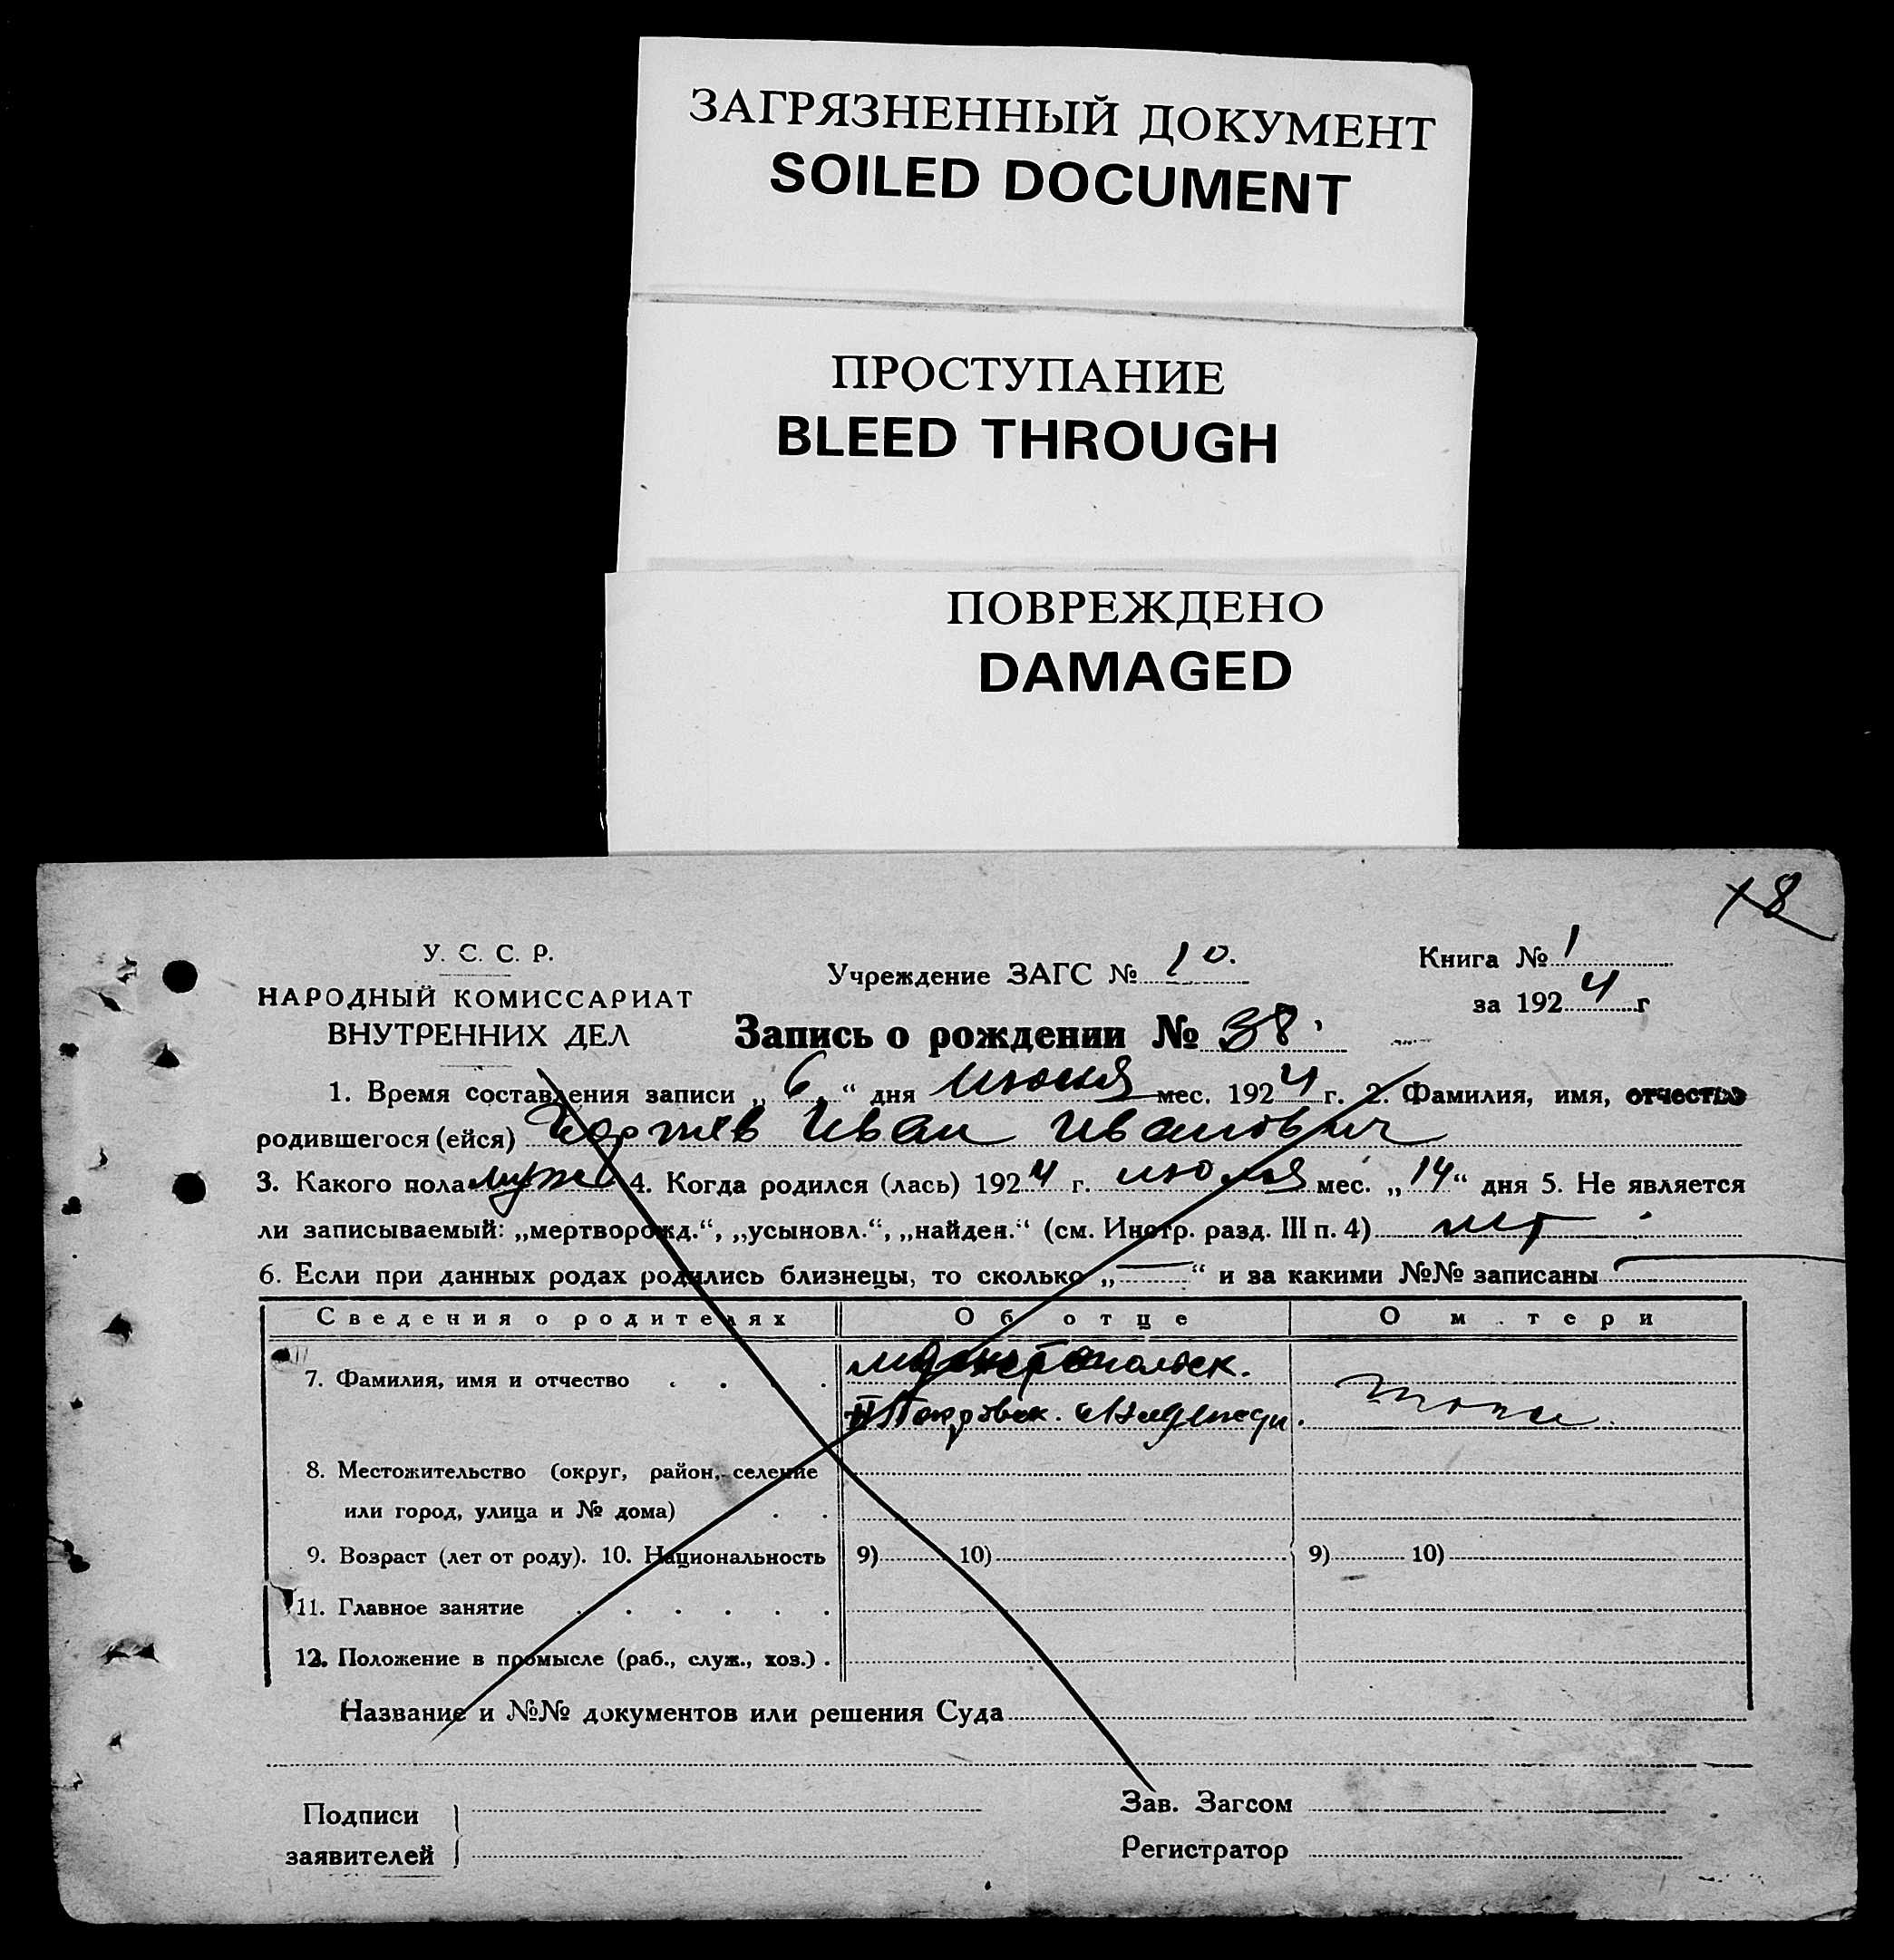 ЗАГРЯЗНЕННЫЙ ДОКУМЕНТ
SOILED DOCUMENT
ПРОСТУПАНИЕ
BLEED THROUGH
ПОВРЕЖДЕНО
DAMAGED
18
У. С. С. Р.
НАРОДНЫЙ КОМИССАРИАТ
ВНУТРЕННИХ ДЕЛ
Учреждение ЗАГС № 10.
Книга № 1
за 1924 г
Запись о рождении № 38.
1. Время составления записи „ 6 “ дня мес. 1924 г. 2. Фамилия, имя, отчество
родившегося (ейся) Иван Иванович
3. Какого пола муж 4. Когда родился (лась) 1924 г. июля мес. „ 14 “ дня 5. Не является
ли записываемый: „мертворожд.“, „усыновл.“, „найден.“ (см. Инстр. разд. III п. 4) нет
6. Если при данных родах родились близнецы, то сколько „ — “ и за какими №№ записаны —
Сведения о родителях Об отце О м.тери
7. Фамилия, имя и отчество
II Покровск.
8. Местожительство (округ, район, селение
или город, улица и № дома)
9. Возраст (лет от роду). 10. Национальность 9) 10) 9) 10)
11. Главное занятие
12. Положение в промысле (раб., служ., хоз.)
Название и №№ документов или решения Суда
Подписи
заявителей
Зав. Загсом
Регистратор